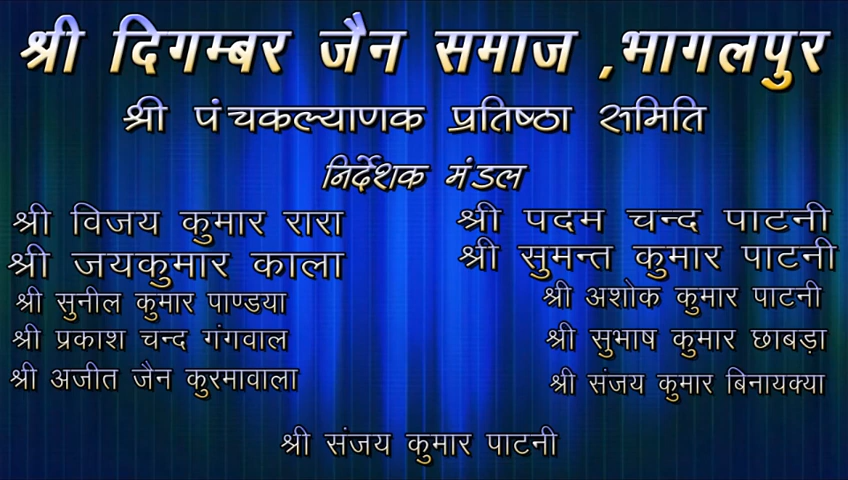 श्री दिगम्बर जैन समाज ,भागलपुर
श्री पंचकल्याणक प्रतिष्ठा समिति
निर्देशक मंडल
श्री विजय कुमार रारा
श्री पदम चन्द पाटनी
श्री जयकुमार काला
श्री सुमन्त कुमार पाटनी
श्री सुनील कुमार पाण्डया
श्री अशोक कुमार पाटनी
श्री प्रकाश चन्द गंगवाल
श्री सुभाष कुमार छाबड़ा
श्री अजीत जैन कुरमावाला
श्री संजय कुमार बिनायक्या
श्री संजय कुमार पाटनी